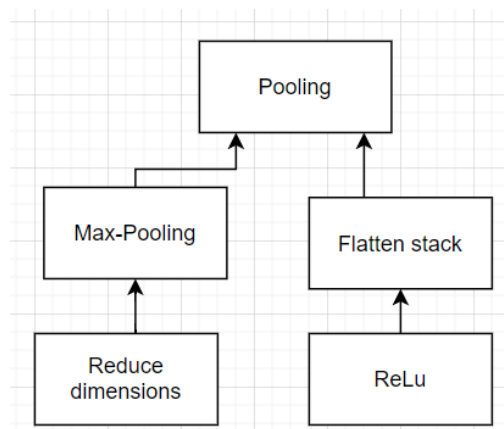 Pooling
Max-Pooling
Flatten stack
Reduce
dimensions
ReLu